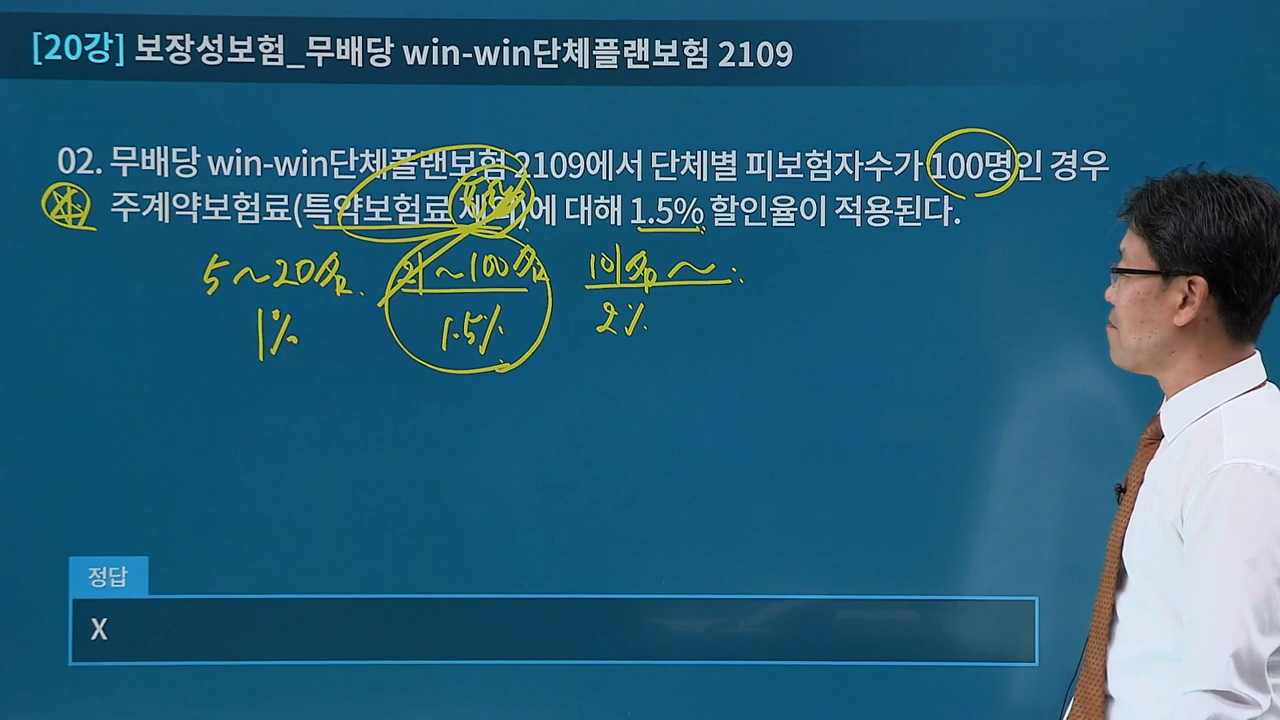 [20강] 보장성보험_무배당 win-win단체플랜보험 2109
02. 무배당 win-win단체플랜보험 2109에서 단체별 피보험자수가 100명인 경우
주계약보험료(특약보험료 제외)에 대해 1.5% 할인율이 적용된다.
5~20名. 21~100名 101名~.
1% 1.5% 2%
정답
X